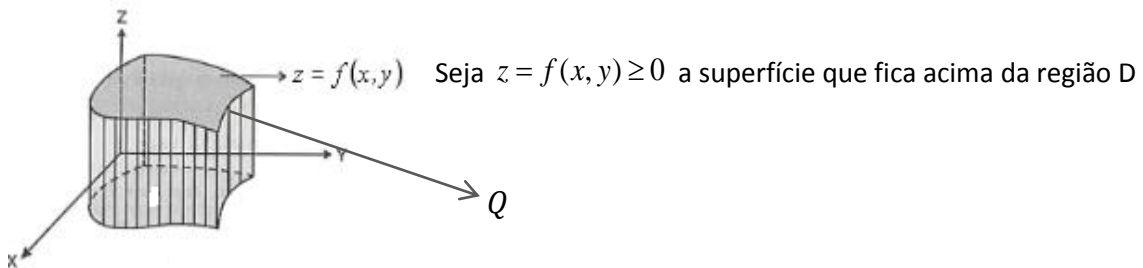 Z
z = f(x,y) Seja z = f(x, y) ≥ 0 a superfície que fica acima da região D
Y
Q
X